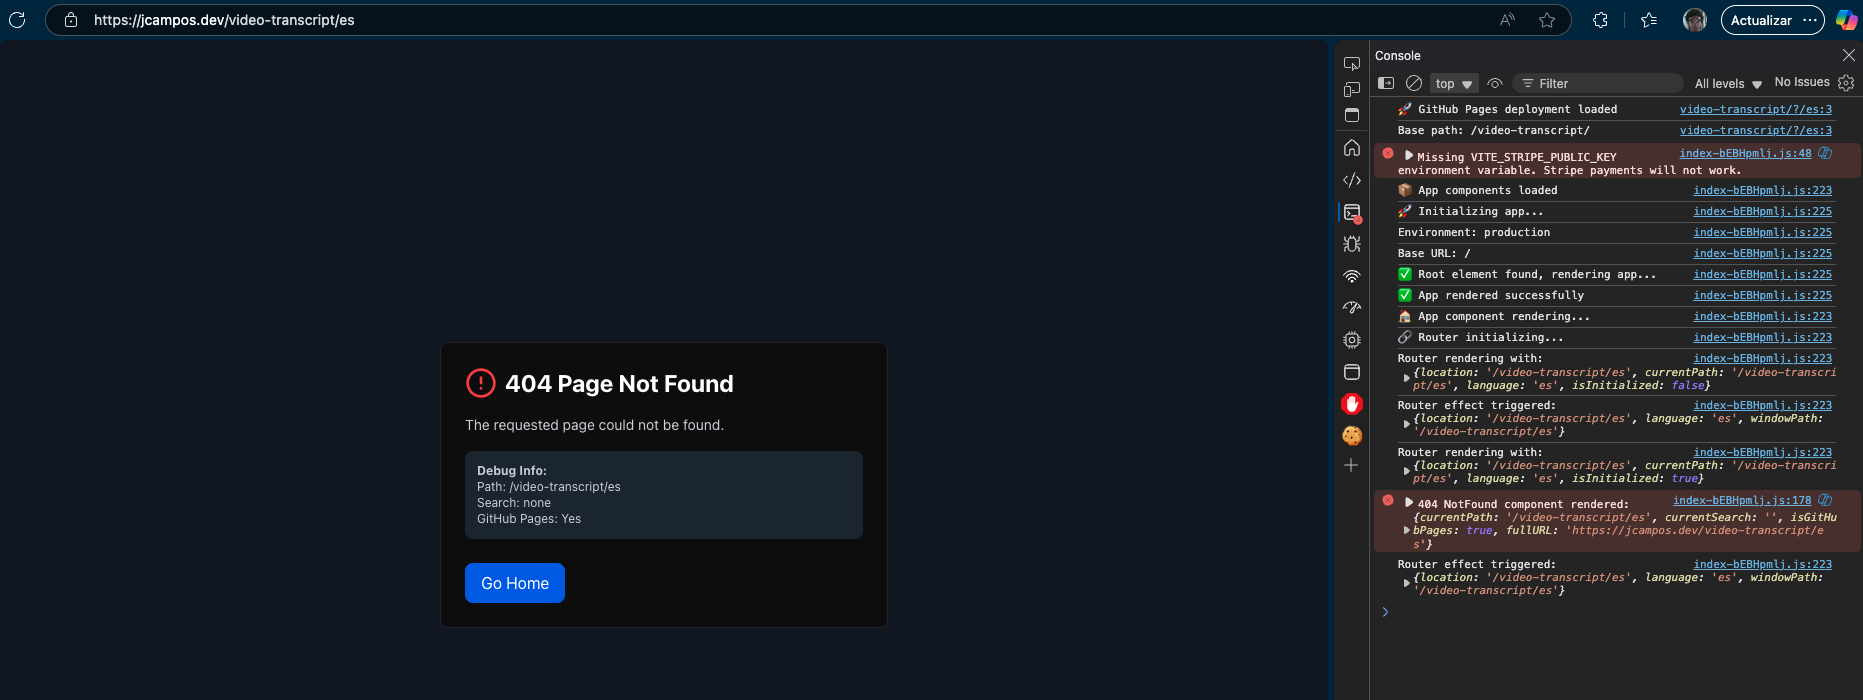 https://jcampos.dev/video-transcript/es
Actualizar
404 Page Not Found
The requested page could not be found.
Debug Info:
Path: /video-transcript/es
Search: none
GitHub Pages: Yes
Go Home
Console
top
Filter
All levels
No Issues
🚀 GitHub Pages deployment loaded video-transcript/?/es:3
Base path: /video-transcript/ video-transcript/?/es:3
Missing VITE_STRIPE_PUBLIC_KEY index-bEBHpmlj.js:48
environment variable. Stripe payments will not work.
📦 App components loaded index-bEBHpmlj.js:223
🚀 Initializing app... index-bEBHpmlj.js:225
Environment: production index-bEBHpmlj.js:225
Base URL: / index-bEBHpmlj.js:225
✅ Root element found, rendering app... index-bEBHpmlj.js:225
✅ App rendered successfully index-bEBHpmlj.js:225
🏠 App component rendering... index-bEBHpmlj.js:223
🔗 Router initializing... index-bEBHpmlj.js:223
Router rendering with: index-bEBHpmlj.js:223
{location: '/video-transcript/es', currentPath: '/video-transcri
pt/es', language: 'es', isInitialized: false}
Router effect triggered: index-bEBHpmlj.js:223
{location: '/video-transcript/es', language: 'es', windowPath:
'/video-transcript/es'}
Router rendering with: index-bEBHpmlj.js:223
{location: '/video-transcript/es', currentPath: '/video-transcri
pt/es', language: 'es', isInitialized: true}
404 NotFound component rendered: index-bEBHpmlj.js:178
{currentPath: '/video-transcript/es', currentSearch: '', isGitHu
bPages: true, fullURL: 'https://jcampos.dev/video-transcript/e
s'}
Router effect triggered: index-bEBHpmlj.js:223
{location: '/video-transcript/es', language: 'es', windowPath:
'/video-transcript/es'}